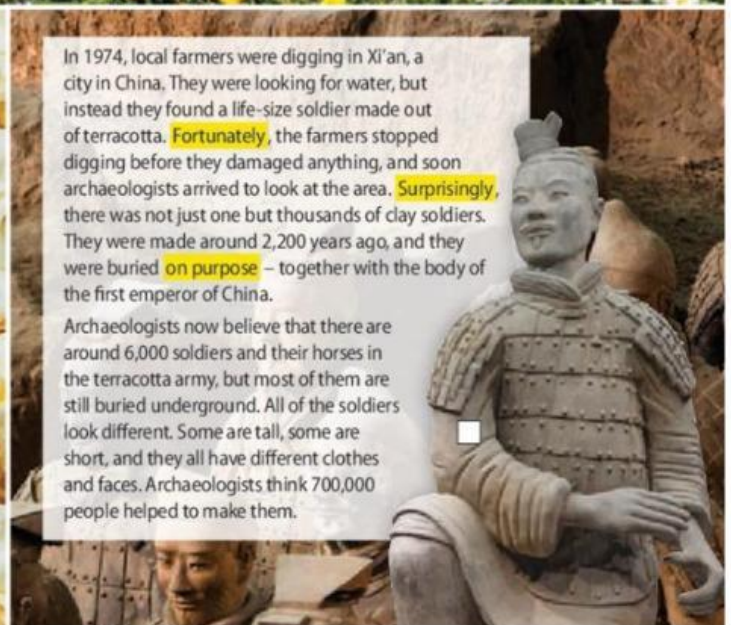 In 1974, local farmers were digging in Xi'an, a
city in China. They were looking for water, but
instead they found a life-size soldier made out
of terracotta. Fortunately, the farmers stopped
digging before they damaged anything, and soon
archaeologists arrived to look at the area. Surprisingly,
there was not just one but thousands of clay soldiers.
They were made around 2,200 years ago, and they
were buried on purpose – together with the body of
the first emperor of China.
Archaeologists now believe that there are
around 6,000 soldiers and their horses in
the terracotta army, but most of them are
still buried underground. All of the soldiers
look different. Some are tall, some are
short, and they all have different clothes
and faces. Archaeologists think 700,000
people helped to make them.